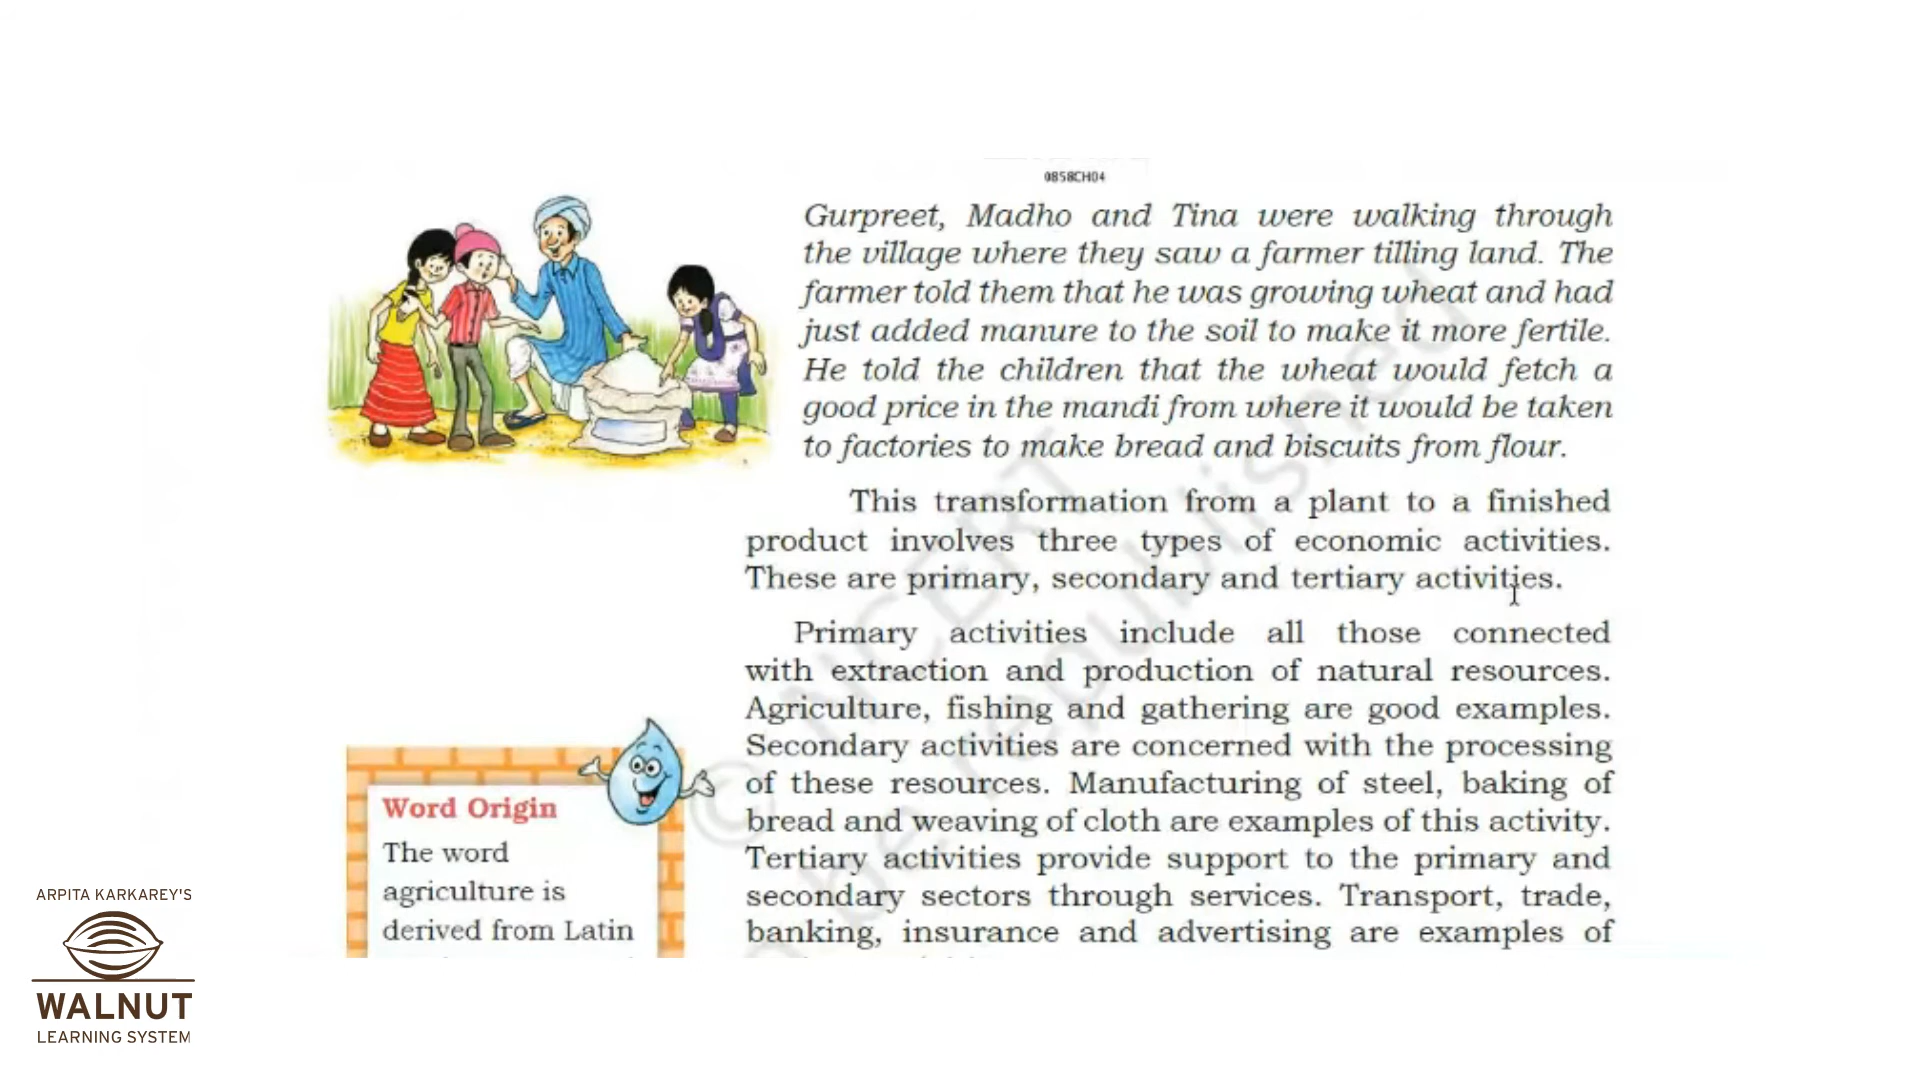 0858CH04
Gurpreet, Madho and Tina were walking through
the village where they saw a farmer tilling land. The
farmer told them that he was growing wheat and had
just added manure to the soil to make it more fertile.
He told the children that the wheat would fetch a
good price in the mandi from where it would be taken
to factories to make bread and biscuits from flour.
This transformation from a plant to a finished
product involves three types of economic activities.
These are primary, secondary and tertiary activities.
Primary activities include all those connected
with extraction and production of natural resources.
Agriculture, fishing and gathering are good examples.
Secondary activities are concerned with the processing
of these resources. Manufacturing of steel, baking of
bread and weaving of cloth are examples of this activity.
Tertiary activities provide support to the primary and
secondary sectors through services. Transport, trade,
banking, insurance and advertising are examples of
Word Origin
The word
agriculture is
derived from Latin
© NCERT
be republished
ARPITA KARKAREY'S
WALNUT
LEARNING SYSTEM